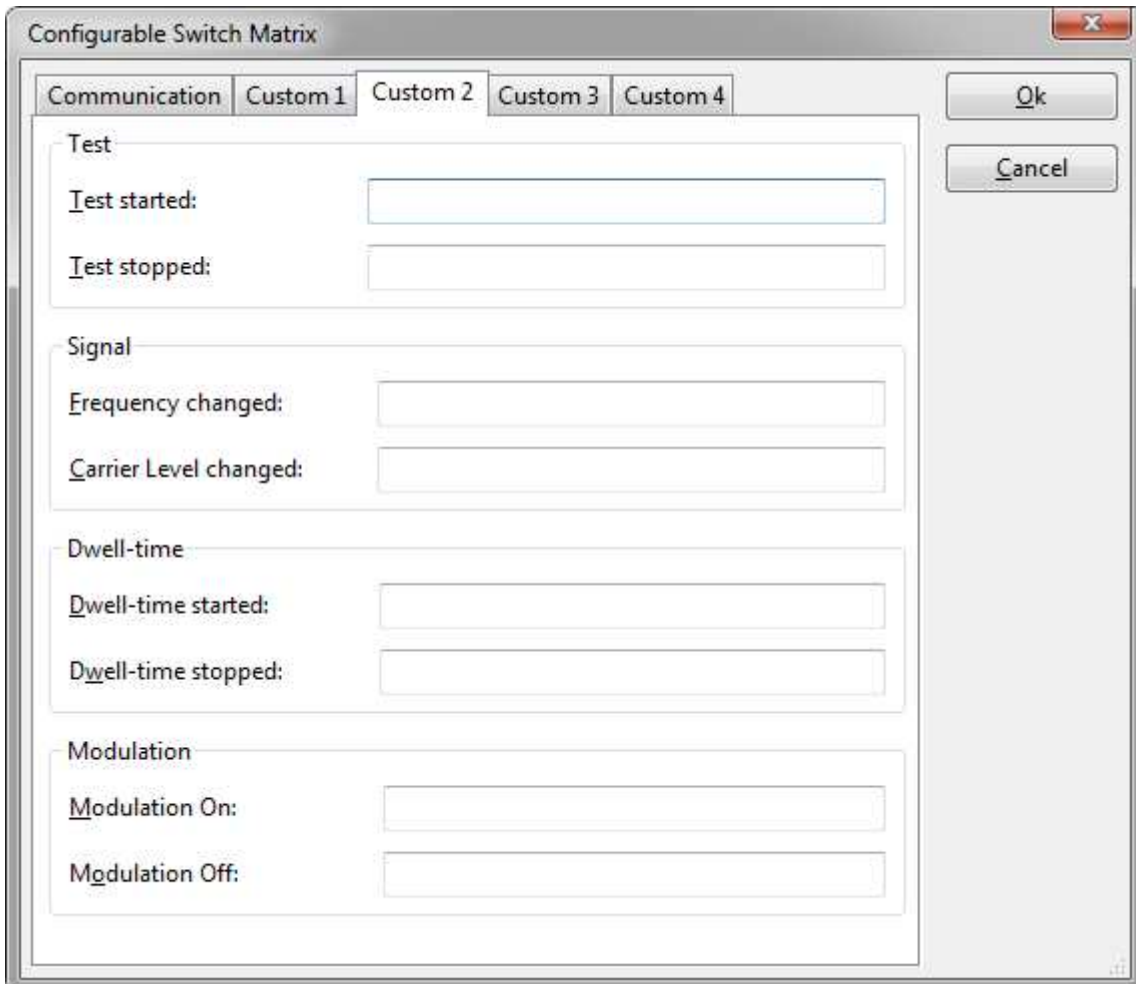 Configurable Switch Matrix
Communication Custom 1 Custom 2 Custom 3 Custom 4
Ok
Cancel
Test
Test started:
Test stopped:
Signal
Frequency changed:
Carrier Level changed:
Dwell-time
Dwell-time started:
Dwell-time stopped:
Modulation
Modulation On:
Modulation Off: